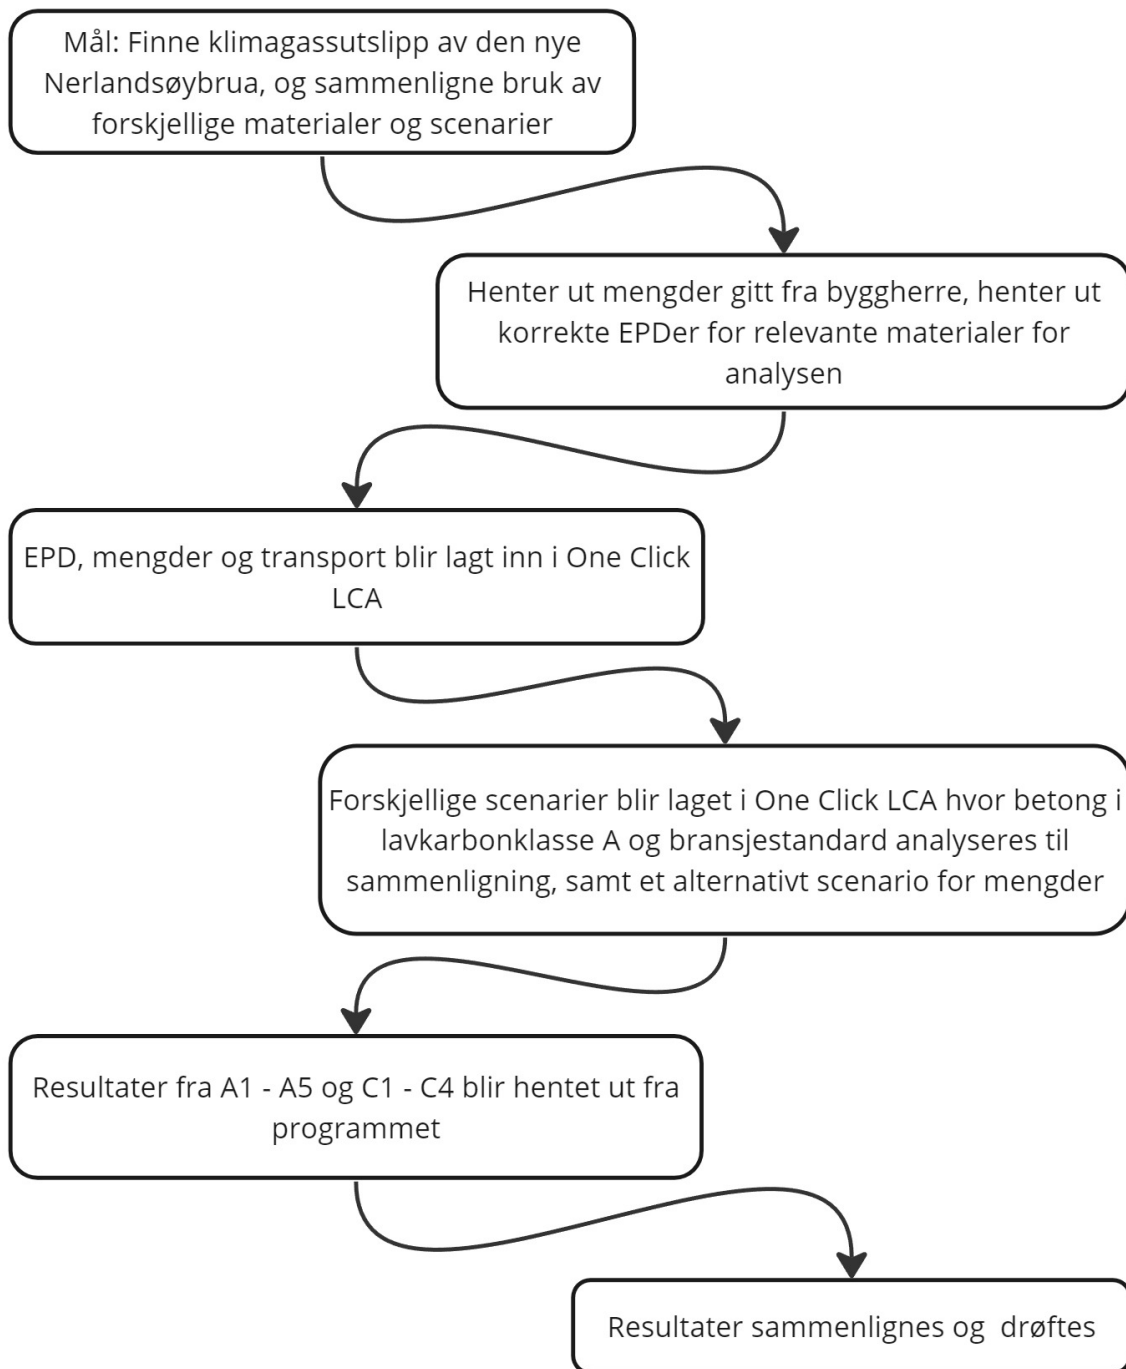 Mål: Finne klimagassutslipp av den nye
Nerlandsøybrua, og sammenligne bruk av
forskjellige materialer og scenarier
Henter ut mengder gitt fra byggherre, henter ut
korrekte EPDer for relevante materialer for
analysen
EPD, mengder og transport blir lagt inn i One Click
LCA
Forskjellige scenarier blir laget i One Click LCA hvor betong i
lavkarbonklasse A og bransjestandard analyseres til
sammenligning, samt et alternativt scenario for mengder
Resultater fra A1 - A5 og C1 - C4 blir hentet ut fra
programmet
Resultater sammenlignes og  drøftes